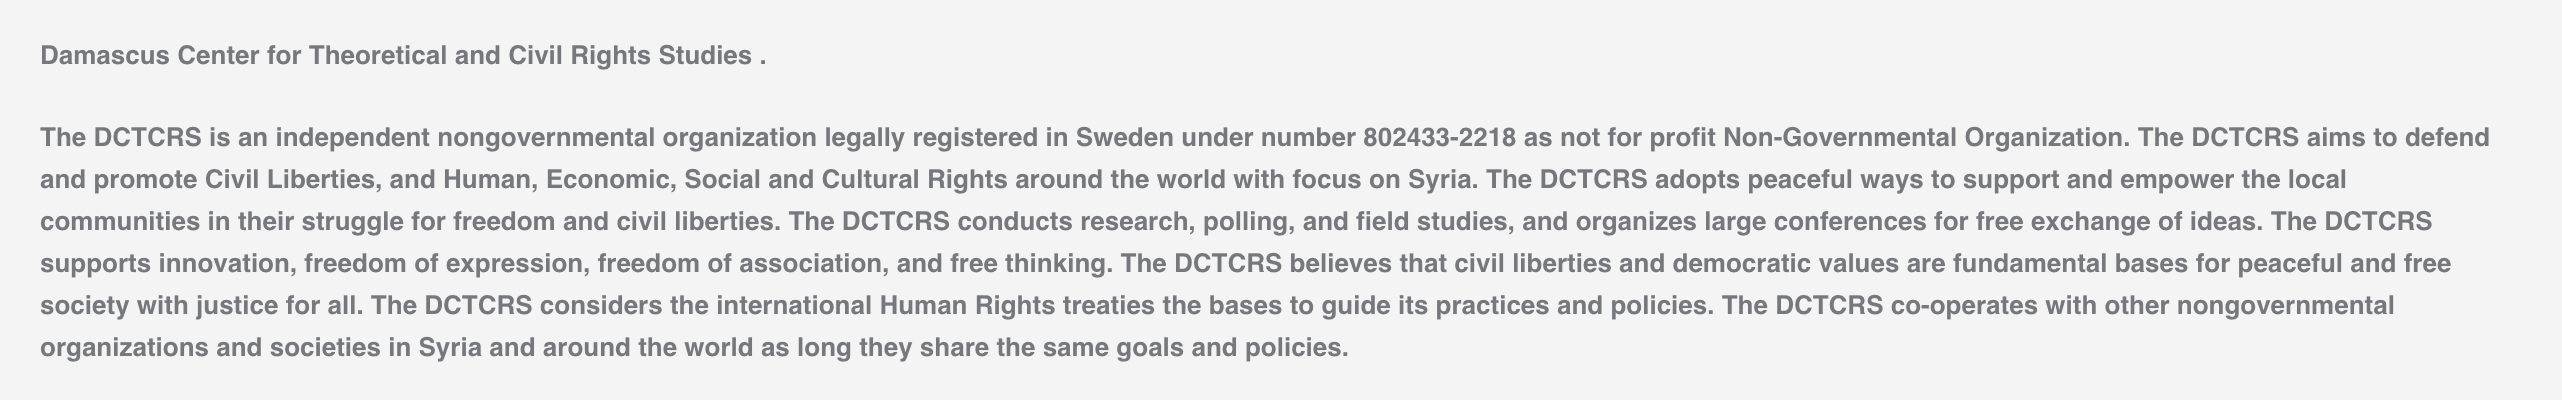 Damascus Center for Theoretical and Civil Rights Studies .
The DCTCRS is an independent nongovernmental organization legally registered in Sweden under number 802433-2218 as not for profit Non-Governmental Organization. The DCTCRS aims to defend
and promote Civil Liberties, and Human, Economic, Social and Cultural Rights around the world with focus on Syria. The DCTCRS adopts peaceful ways to support and empower the local
communities in their struggle for freedom and civil liberties. The DCTCRS conducts research, polling, and field studies, and organizes large conferences for free exchange of ideas. The DCTCRS
supports innovation, freedom of expression, freedom of association, and free thinking. The DCTCRS believes that civil liberties and democratic values are fundamental bases for peaceful and free
society with justice for all. The DCTCRS considers the international Human Rights treaties the bases to guide its practices and policies. The DCTCRS co-operates with other nongovernmental
organizations and societies in Syria and around the world as long they share the same goals and policies.